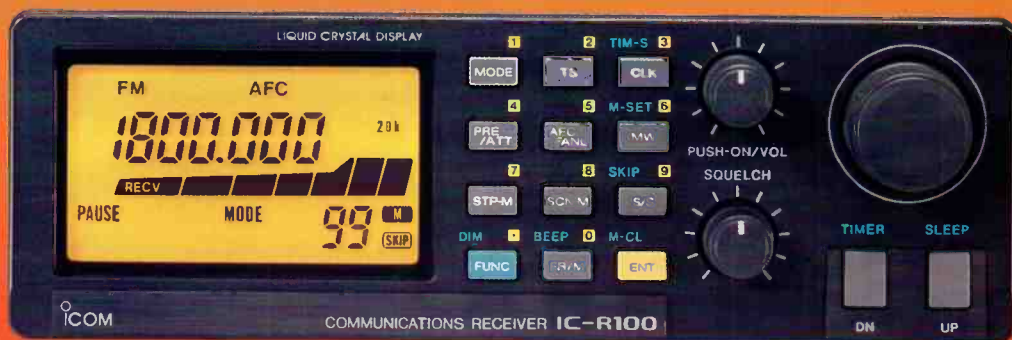 LIQUID CRYSTAL DISPLAY
FM AFC
1800.000 20k
RECV
PAUSE MODE 99 M
SKIP
1 2 TIM-S 3
MODE TS CLK
4 5 M-SET 6
PRE /ATT AFC /ANL MW
7 8 SKIP 9
STP-M SCN-M S/C
DIM · BEEP 0 M-CL
FUNC PR/M ENT
PUSH-ON/VOL
SQUELCH
TIMER SLEEP
DN UP
ICOM
COMMUNICATIONS RECEIVER IC-R100